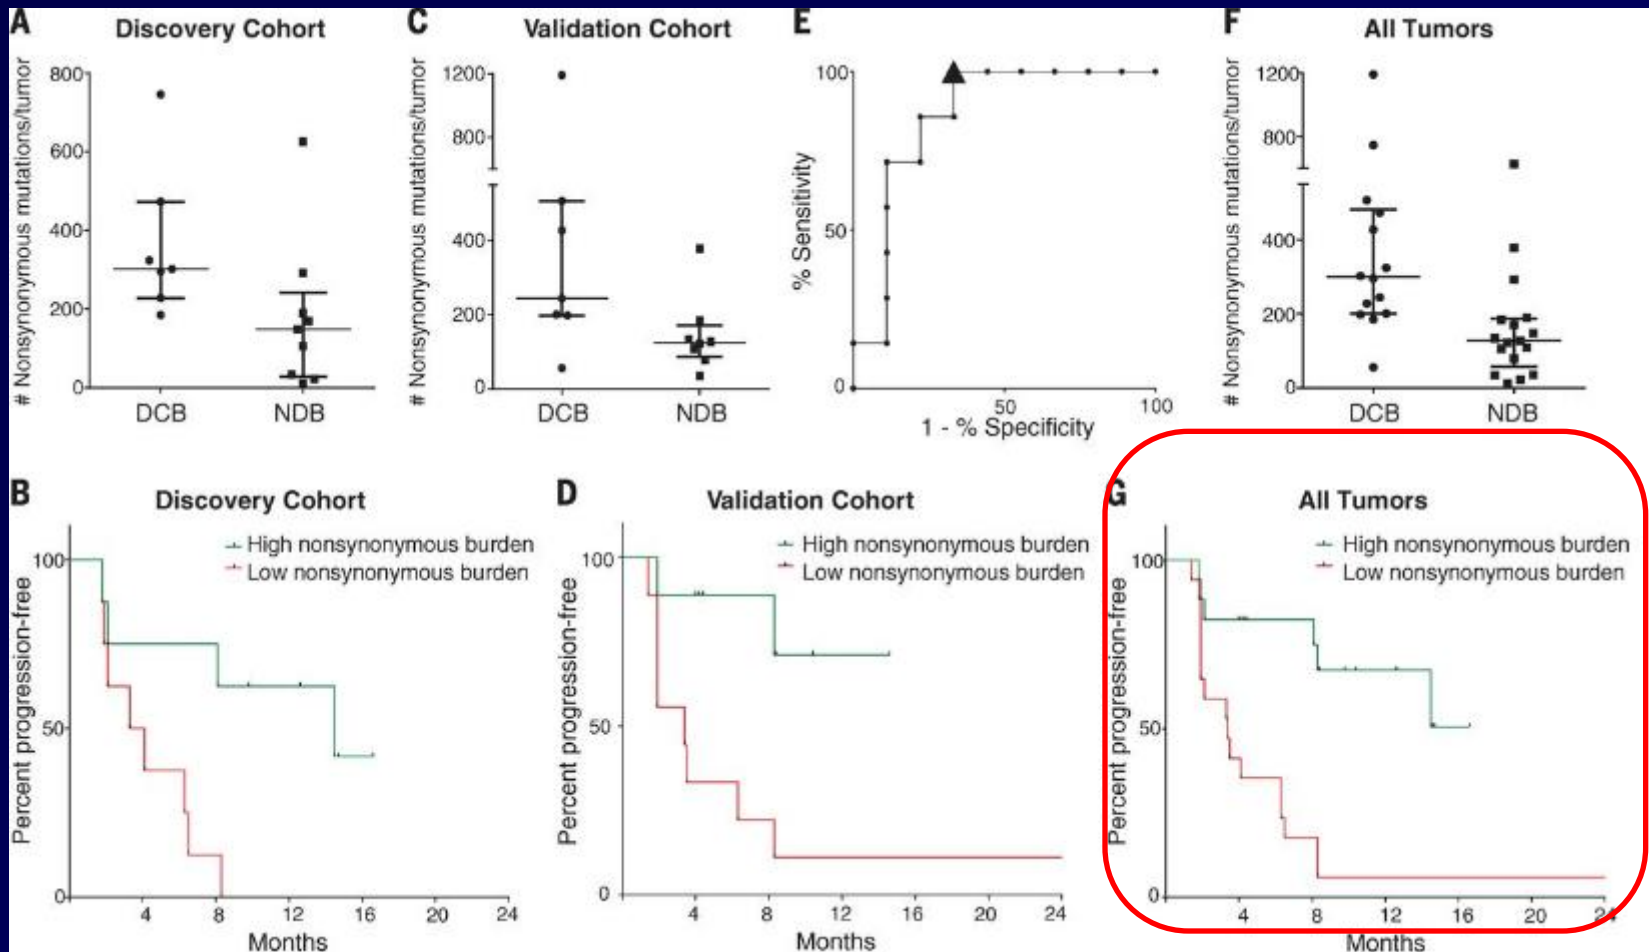 A Discovery Cohort
# Nonsynonymous mutations/tumor
800
600
400
200
0
DCB NDB
C Validation Cohort
# Nonsynonymous mutations/tumor
1200
800
400
200
0
DCB NDB
E
% Sensitivity
100
50
0
50 100
1 - % Specificity
F All Tumors
# Nonsynonymous mutations/tumor
1200
800
400
200
0
DCB NDB
B Discovery Cohort
High nonsynonymous burden
Low nonsynonymous burden
Percent progression-free
100
50
0
4 8 12 16 20 24
Months
D Validation Cohort
High nonsynonymous burden
Low nonsynonymous burden
Percent progression-free
100
50
0
4 8 12 16 20 24
Months
G All Tumors
High nonsynonymous burden
Low nonsynonymous burden
Percent progression-free
100
50
0
4 8 12 16 20 24
Months